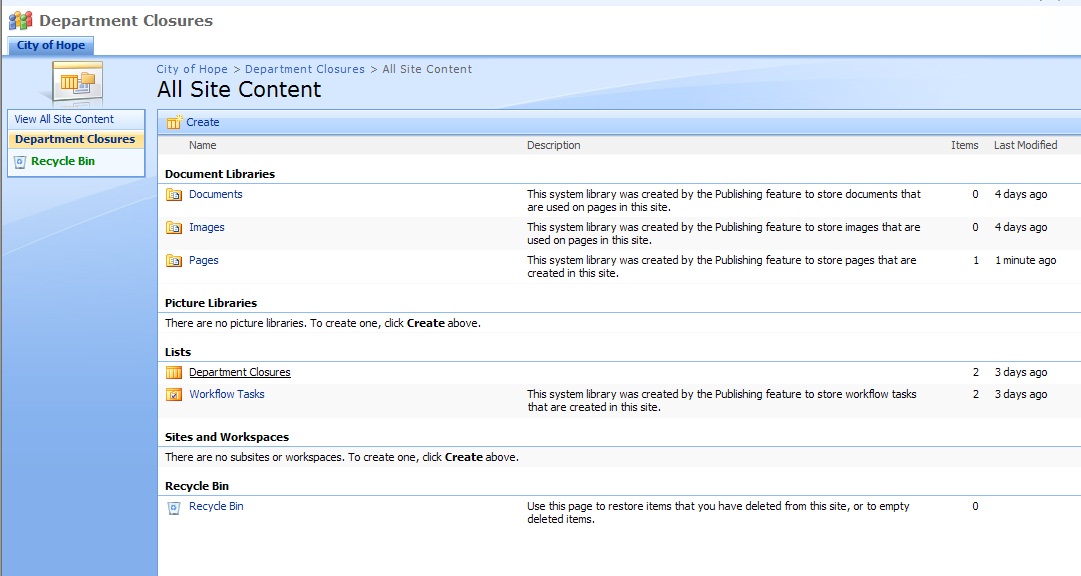 Department Closures
City of Hope
City of Hope > Department Closures > All Site Content
All Site Content
View All Site Content
Department Closures
Recycle Bin
Create
Name Description Items Last Modified
Document Libraries
Documents This system library was created by the Publishing feature to store documents that 0 4 days ago
are used on pages in this site.
Images This system library was created by the Publishing feature to store images that are 0 4 days ago
used on pages in this site.
Pages This system library was created by the Publishing feature to store pages that are 1 1 minute ago
created in this site.
Picture Libraries
There are no picture libraries. To create one, click Create above.
Lists
Department Closures 2 3 days ago
Workflow Tasks This system library was created by the Publishing feature to store workflow tasks 2 3 days ago
that are created in this site.
Sites and Workspaces
There are no subsites or workspaces. To create one, click Create above.
Recycle Bin
Recycle Bin Use this page to restore items that you have deleted from this site, or to empty 0
deleted items.